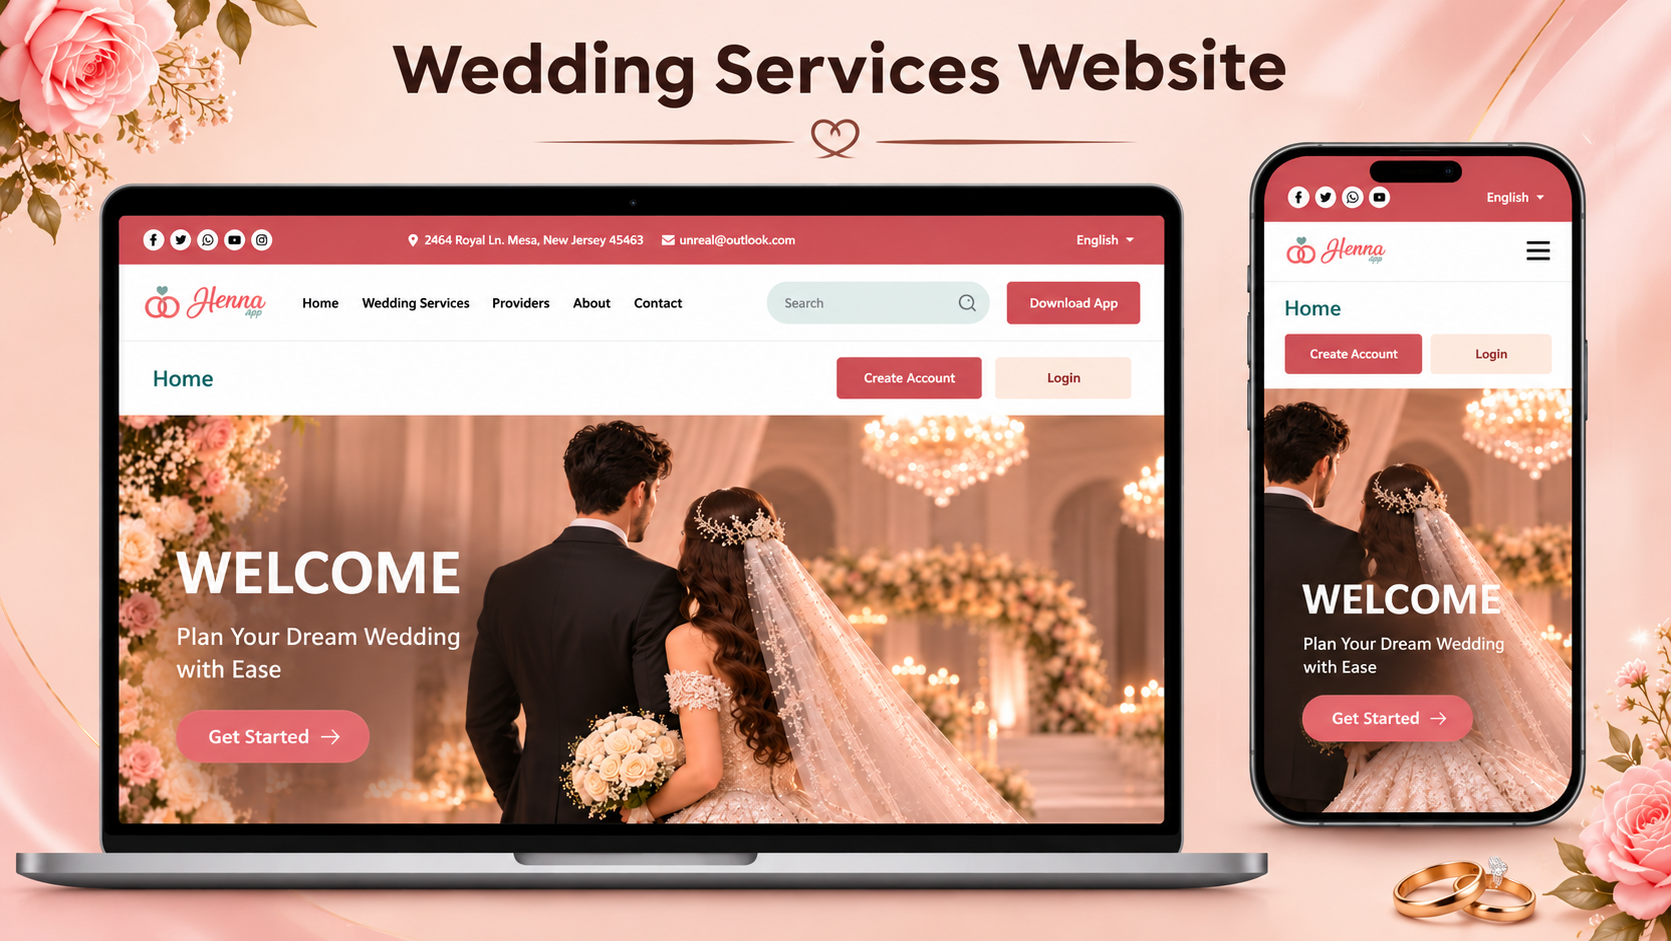 Wedding Services Website
2464 Royal Ln. Mesa, New Jersey 45463
unreal@outlook.com
English
Henna
app
Home
Wedding Services
Providers
About
Contact
Search
Download App
Home
Create Account
Login
WELCOME
Plan Your Dream Wedding
with Ease
Get Started
English
Henna
app
Home
Create Account
Login
WELCOME
Plan Your Dream Wedding
with Ease
Get Started